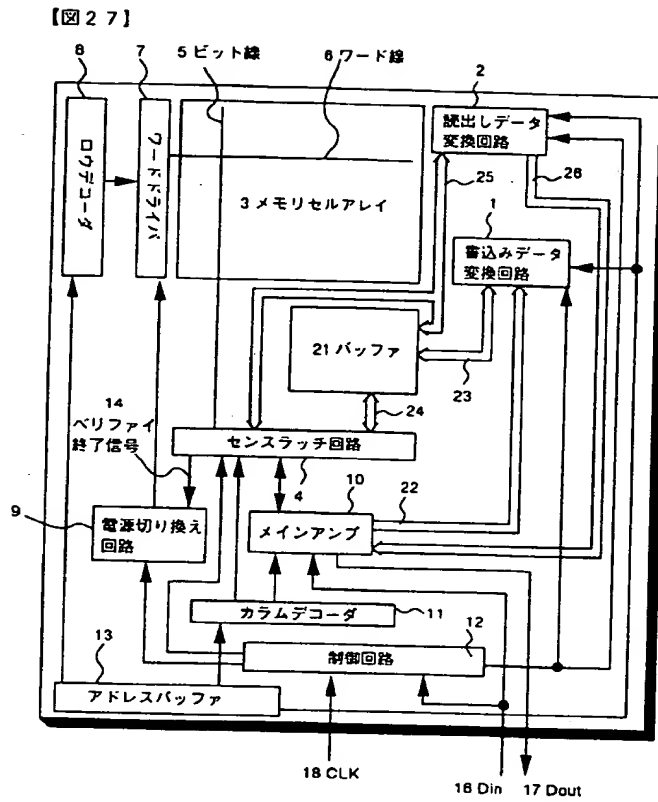 【図27】
8
7
5 ビット線
6 ワード線
2
ロウデコーダ
ワードドライバ
3 メモリセルアレイ
読出しデータ
変換回路
25
26
1
書込みデータ
変換回路
21 バッファ
23
24
14
ベリファイ
終了信号
センスラッチ回路
4
10
22
9
電源切り換え
回路
メインアンプ
カラムデコーダ
11
12
制御回路
13
アドレスバッファ
18 CLK
16 Din
17 Dout